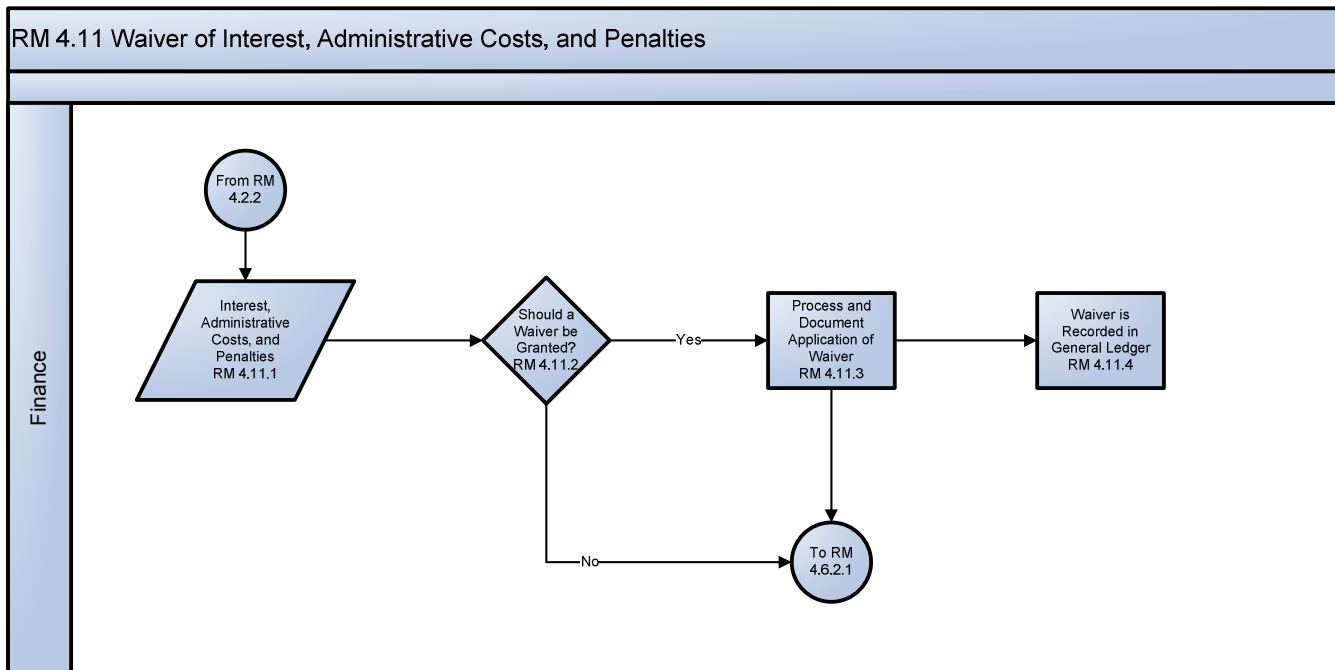 RM 4.11 Waiver of Interest, Administrative Costs, and Penalties
Finance
From RM
4.2.2
Interest,
Administrative
Costs, and
Penalties
RM 4.11.1
Should a
Waiver be
Granted?
RM 4.11.2
Yes
Process and
Document
Application of
Waiver
RM 4.11.3
Waiver is
Recorded in
General Ledger
RM 4.11.4
No
To RM
4.6.2.1